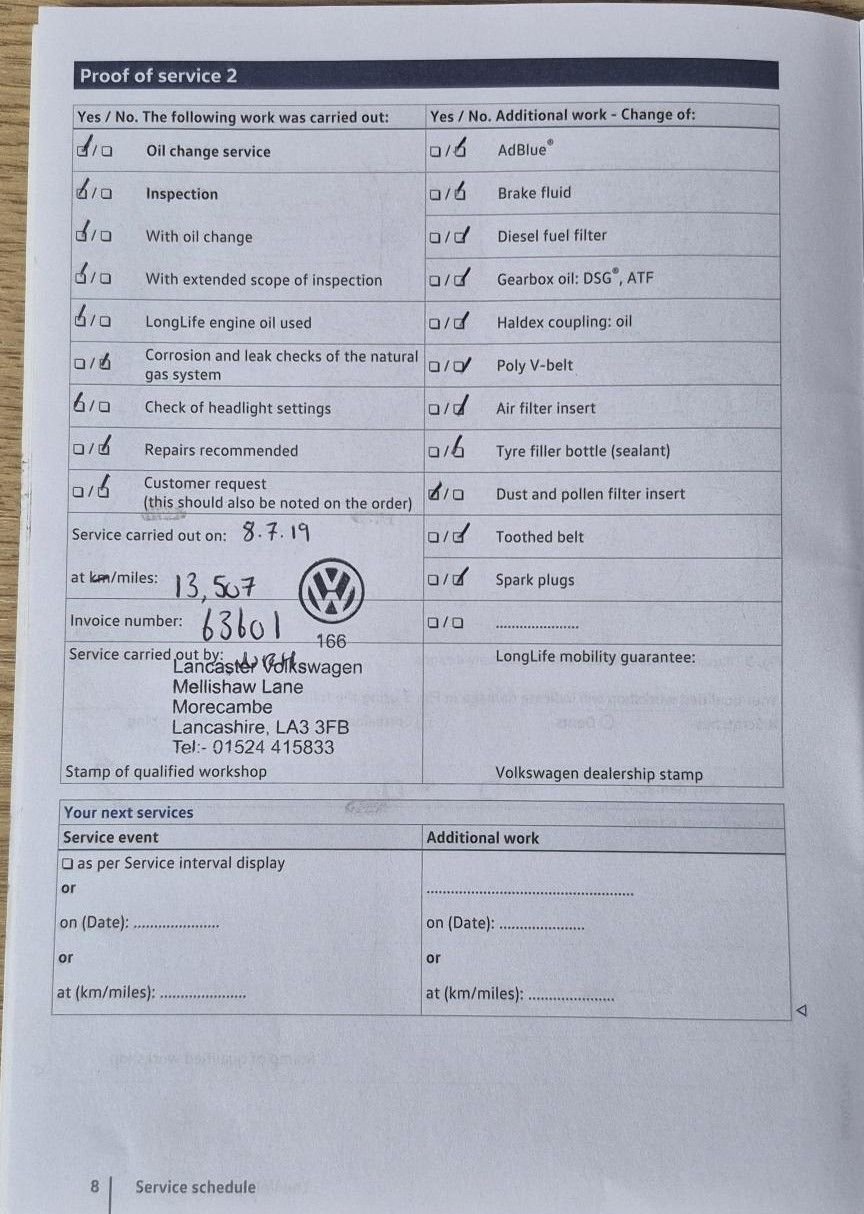 Proof of service 2
Yes / No. The following work was carried out:
☑/☐ Oil change service
☑/☐ Inspection
☑/☐ With oil change
☑/☐ With extended scope of inspection
☑/☐ LongLife engine oil used
☐/☑ Corrosion and leak checks of the natural
gas system
☑/☐ Check of headlight settings
☐/☑ Repairs recommended
☐/☑ Customer request
(this should also be noted on the order)
Service carried out on: 8.7.19
at km/miles: 13,507
Invoice number: 63601
166
Service carried out by:
Lancaster Volkswagen
Mellishaw Lane
Morecambe
Lancashire, LA3 3FB
Tel:- 01524 415833
Stamp of qualified workshop
Yes / No. Additional work - Change of:
☐/☑ AdBlue®
☐/☑ Brake fluid
☐/☑ Diesel fuel filter
☐/☑ Gearbox oil: DSG®, ATF
☐/☑ Haldex coupling: oil
☐/☑ Poly V-belt
☐/☑ Air filter insert
☐/☑ Tyre filler bottle (sealant)
☑/☐ Dust and pollen filter insert
☐/☑ Toothed belt
☐/☑ Spark plugs
☐/☐ .....................
LongLife mobility guarantee:
Volkswagen dealership stamp
Your next services
Service event
☐ as per Service interval display
or
on (Date): .....................
or
at (km/miles): .....................
Additional work
.....................
on (Date): .....................
or
at (km/miles): .....................
8 Service schedule